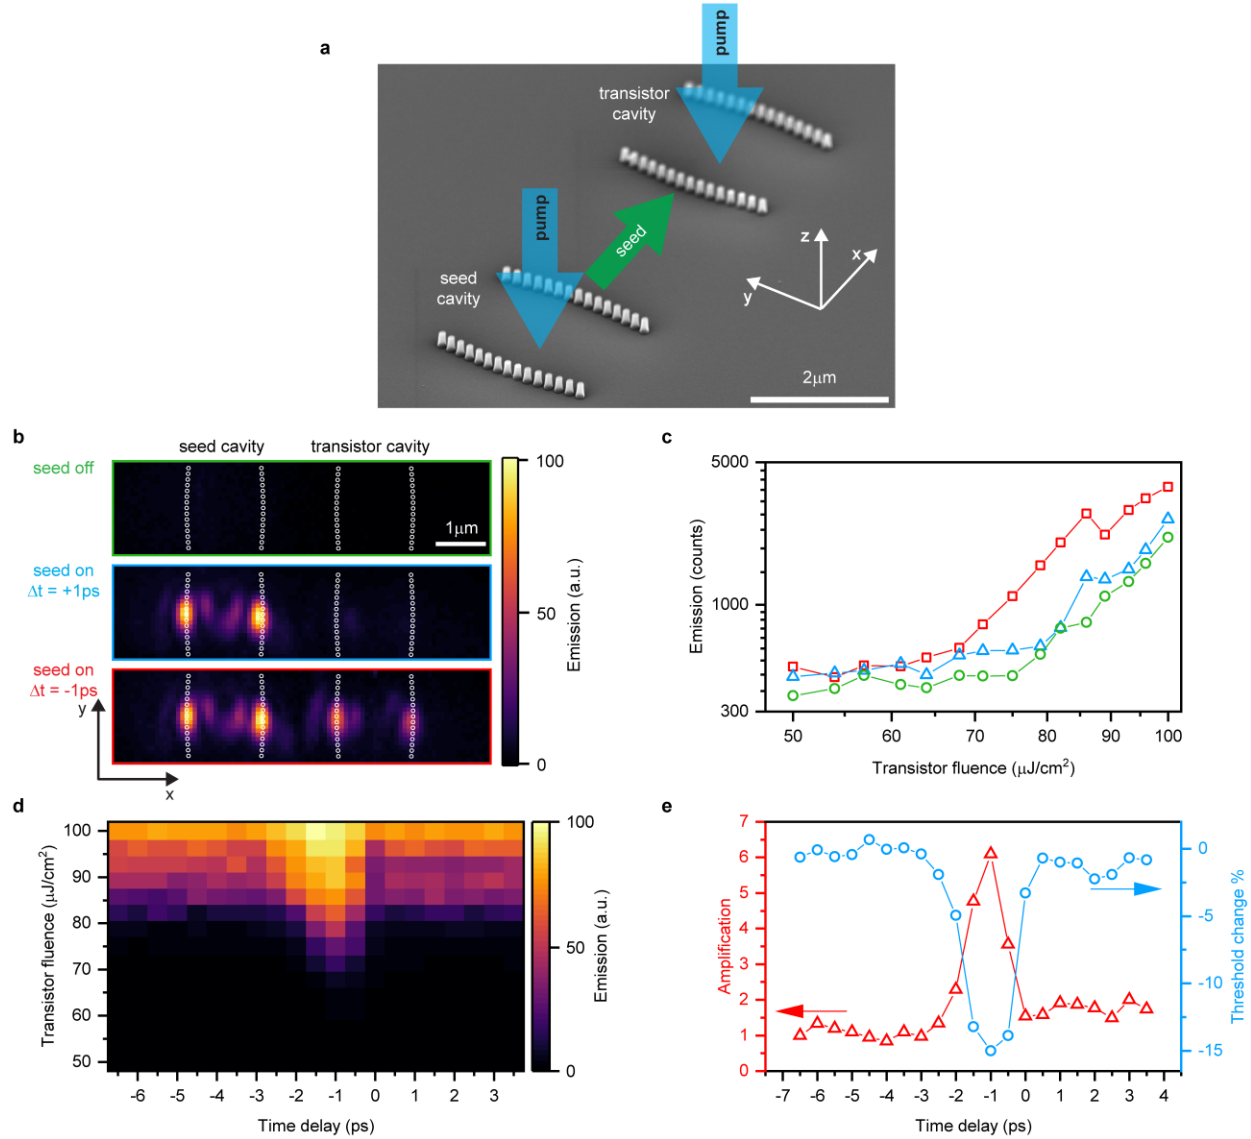 a
pump
transistor
cavity
pump
seed
seed
cavity
z
x
y
2μm
b
seed cavity
transistor cavity
seed off
1μm
seed on
Δt = +1ps
seed on
Δt = -1ps
y
x
100
50
0
Emission (a.u.)
c
5000
1000
300
Emission (counts)
50
60
70
80
90
100
Transistor fluence (μJ/cm²)
d
100
90
80
70
60
50
Transistor fluence (μJ/cm²)
-6
-5
-4
-3
-2
-1
0
1
2
3
Time delay (ps)
100
50
0
Emission (a.u.)
e
7
6
5
4
3
2
1
0
Amplification
-7
-6
-5
-4
-3
-2
-1
0
1
2
3
4
Time delay (ps)
0
-5
-10
-15
Threshold change %